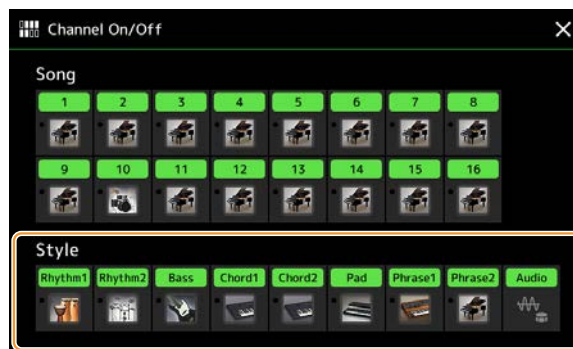 Channel On/Off
Song
1 2 3 4 5 6 7 8
9 10 11 12 13 14 15 16
Style
Rhythm1 Rhythm2 Bass Chord1 Chord2 Pad Phrase1 Phrase2 Audio